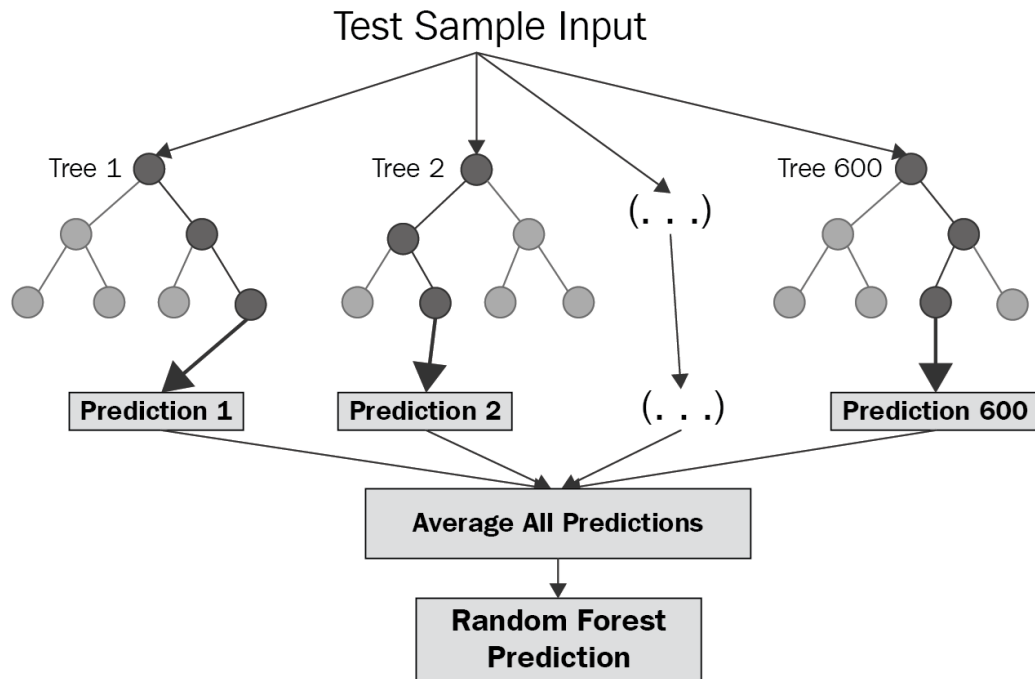 Test Sample Input
Tree 1
Tree 2
Tree 600
(. . .)
(. . .)
Prediction 1
Prediction 2
Prediction 600
Average All Predictions
Random Forest
Prediction